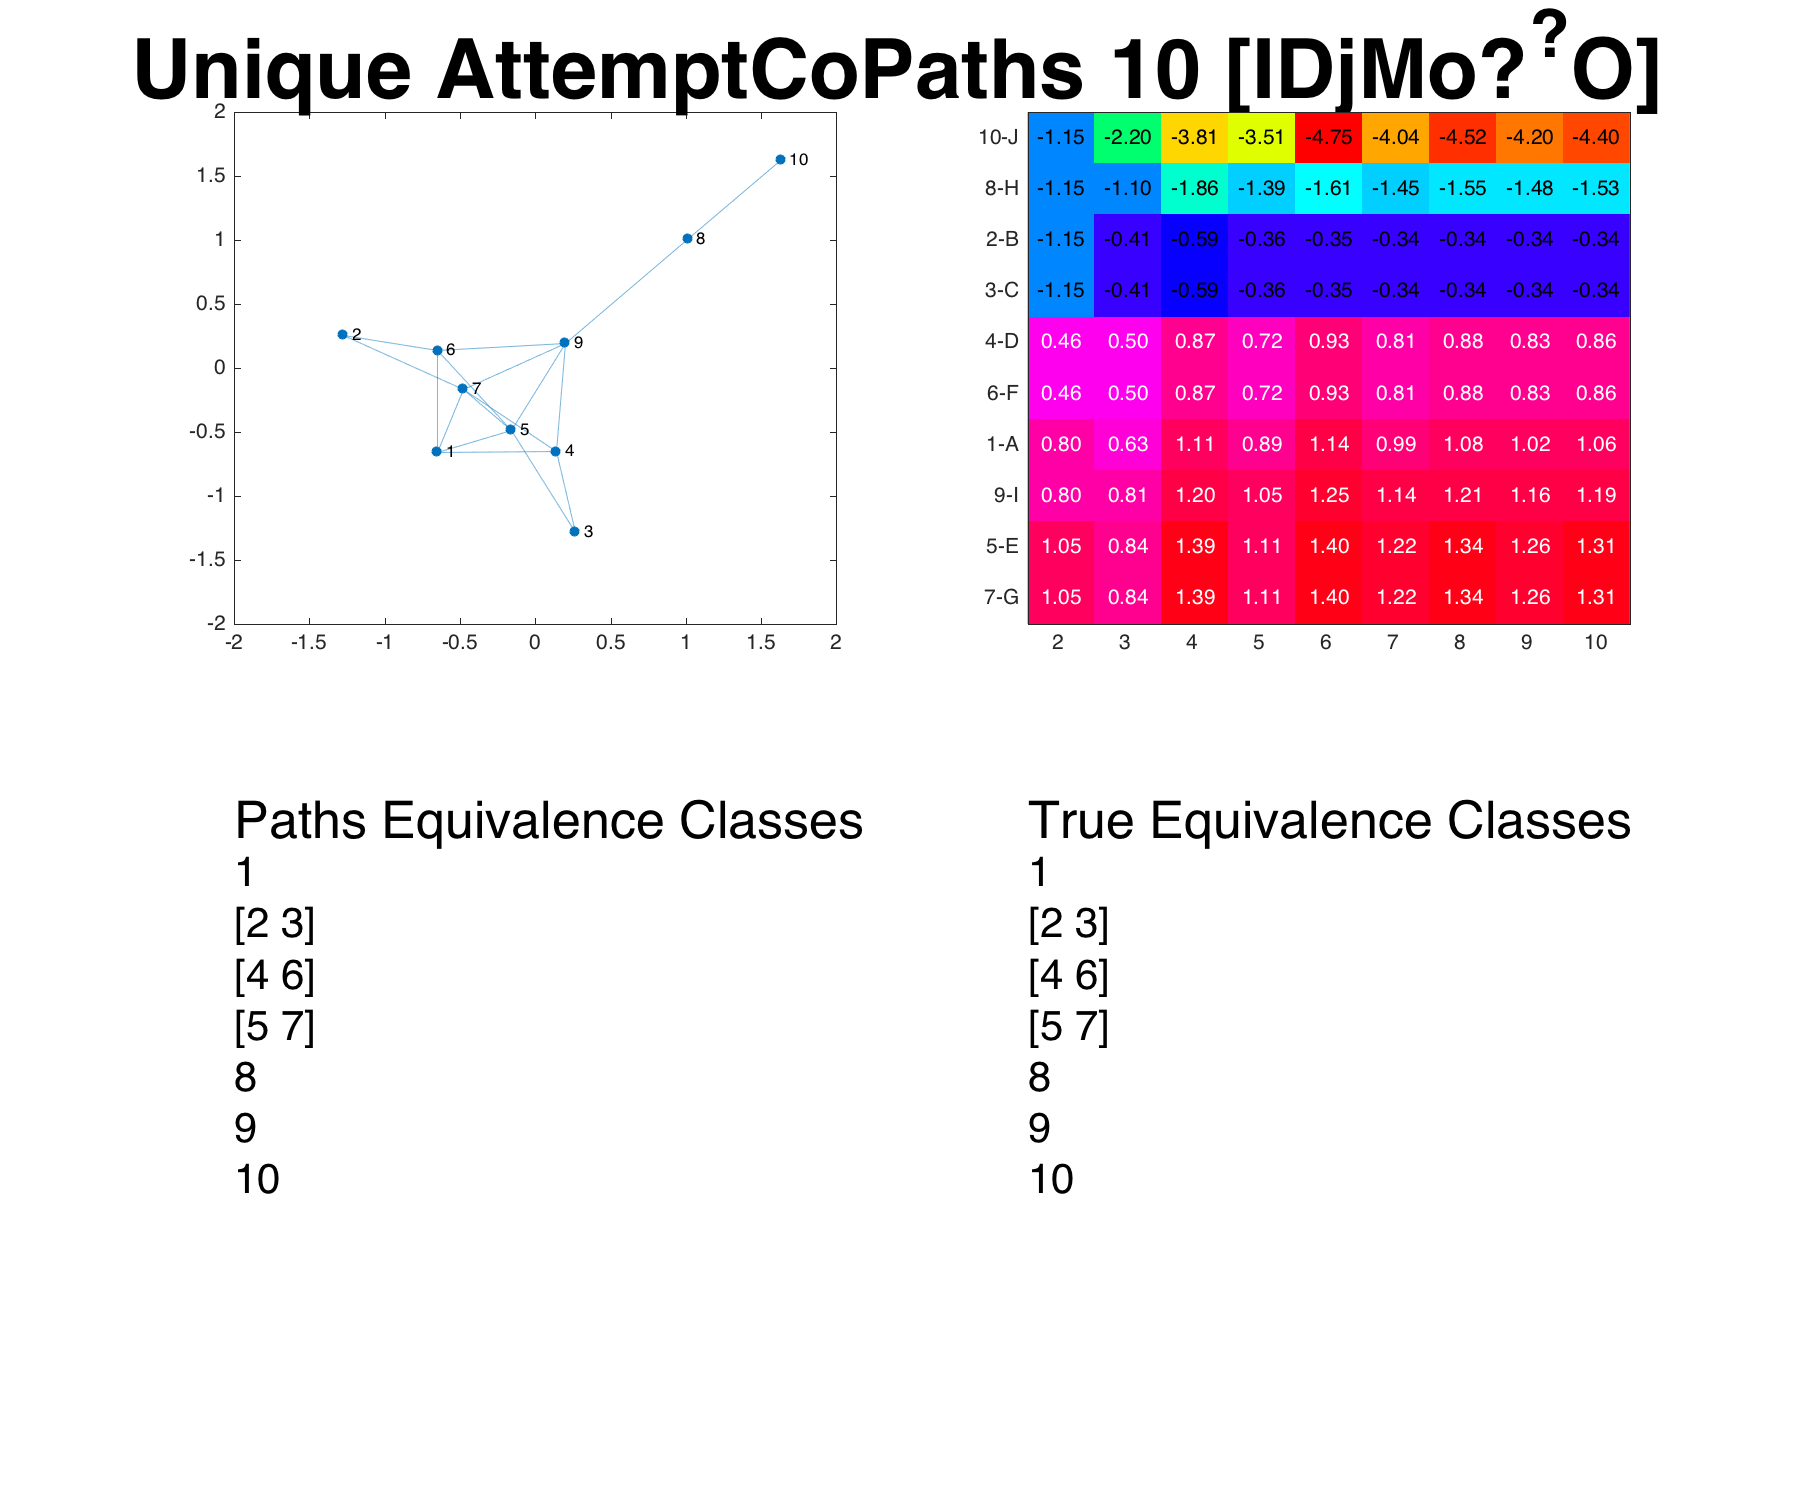 Unique AttemptCoPaths 10 [IDjMo?^?O]
2
1.5
1
0.5
0
-0.5
-1
-1.5
-2
-2 -1.5 -1 -0.5 0 0.5 1 1.5 2
10
8
9
2
6
7
5
4
1
3
10-J -1.15 -2.20 -3.81 -3.51 -4.75 -4.04 -4.52 -4.20 -4.40
8-H -1.15 -1.10 -1.86 -1.39 -1.61 -1.45 -1.55 -1.48 -1.53
2-B -1.15 -0.41 -0.59 -0.36 -0.35 -0.34 -0.34 -0.34 -0.34
3-C -1.15 -0.41 -0.59 -0.36 -0.35 -0.34 -0.34 -0.34 -0.34
4-D 0.46 0.50 0.87 0.72 0.93 0.81 0.88 0.83 0.86
6-F 0.46 0.50 0.87 0.72 0.93 0.81 0.88 0.83 0.86
1-A 0.80 0.63 1.11 0.89 1.14 0.99 1.08 1.02 1.06
9-I 0.80 0.81 1.20 1.05 1.25 1.14 1.21 1.16 1.19
5-E 1.05 0.84 1.39 1.11 1.40 1.22 1.34 1.26 1.31
7-G 1.05 0.84 1.39 1.11 1.40 1.22 1.34 1.26 1.31
2 3 4 5 6 7 8 9 10
Paths Equivalence Classes
1
[2 3]
[4 6]
[5 7]
8
9
10
True Equivalence Classes
1
[2 3]
[4 6]
[5 7]
8
9
10